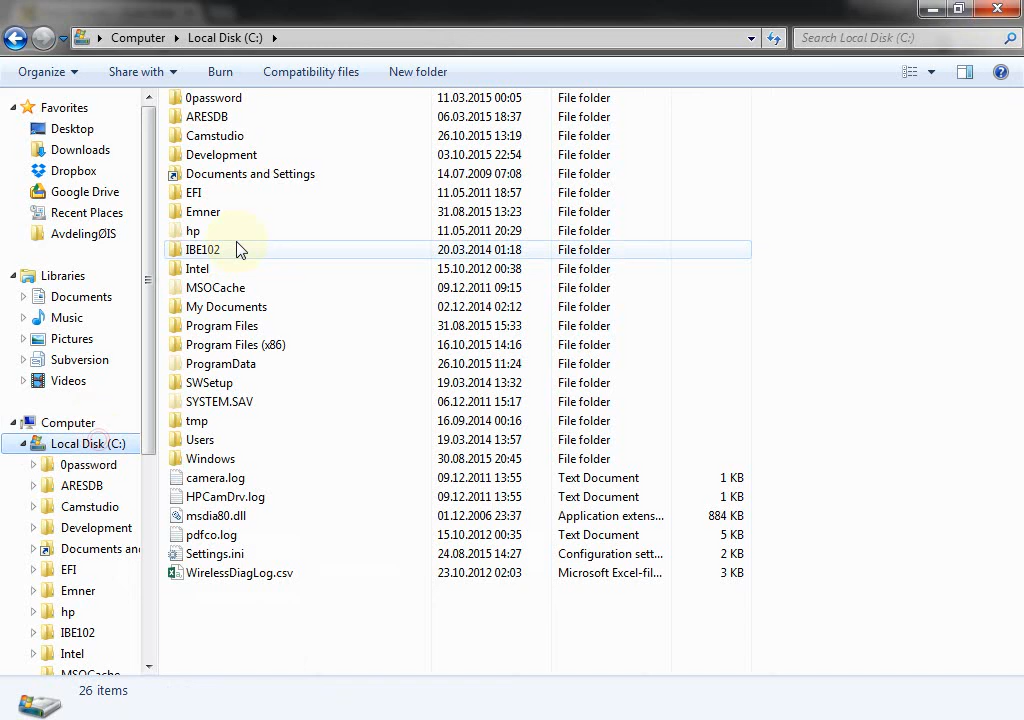 Computer Local Disk (C:) Search Local Disk (C:)
Organize Share with Burn Compatibility files New folder
Favorites
Desktop
Downloads
Dropbox
Google Drive
Recent Places
AvdelingØIS
Libraries
Documents
Music
Pictures
Subversion
Videos
Computer
Local Disk (C:)
0password
ARESDB
Camstudio
Development
Documents and
EFI
Emner
hp
IBE102
Intel
MSOCache
0password 11.03.2015 00:05 File folder
ARESDB 06.03.2015 18:37 File folder
Camstudio 26.10.2015 13:19 File folder
Development 03.10.2015 22:54 File folder
Documents and Settings 14.07.2009 07:08 File folder
EFI 11.05.2011 18:57 File folder
Emner 31.08.2015 13:23 File folder
hp 11.05.2011 20:29 File folder
IBE102 20.03.2014 01:18 File folder
Intel 15.10.2012 00:38 File folder
MSOCache 09.12.2011 09:15 File folder
My Documents 02.12.2014 02:12 File folder
Program Files 31.08.2015 15:33 File folder
Program Files (x86) 16.10.2015 14:16 File folder
ProgramData 26.10.2015 11:24 File folder
SWSetup 19.03.2014 13:32 File folder
SYSTEM.SAV 06.12.2011 15:17 File folder
tmp 16.09.2014 00:16 File folder
Users 19.03.2014 13:57 File folder
Windows 30.08.2015 20:45 File folder
camera.log 09.12.2011 13:55 Text Document 1 KB
HPCamDrv.log 09.12.2011 13:55 Text Document 1 KB
msdia80.dll 01.12.2006 23:37 Application extens... 884 KB
pdfco.log 15.10.2012 00:35 Text Document 5 KB
Settings.ini 24.08.2015 14:27 Configuration sett... 2 KB
WirelessDiagLog.csv 23.10.2012 02:03 Microsoft Excel-fil... 3 KB
26 items